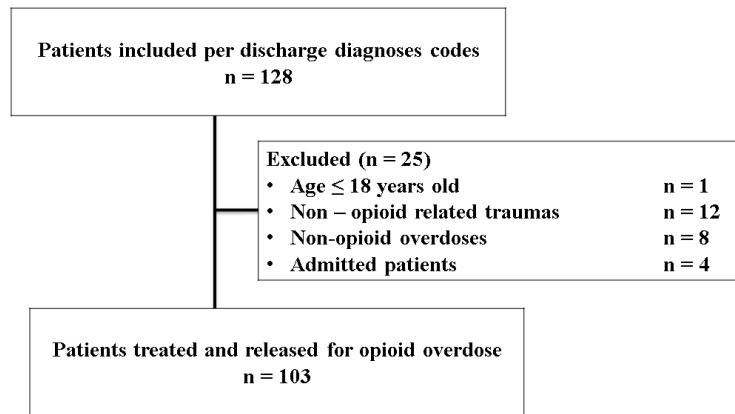 Patients included per discharge diagnoses codes
n = 128
Excluded (n = 25)
• Age ≤ 18 years old n = 1
• Non – opioid related traumas n = 12
• Non-opioid overdoses n = 8
• Admitted patients n = 4
Patients treated and released for opioid overdose
n = 103